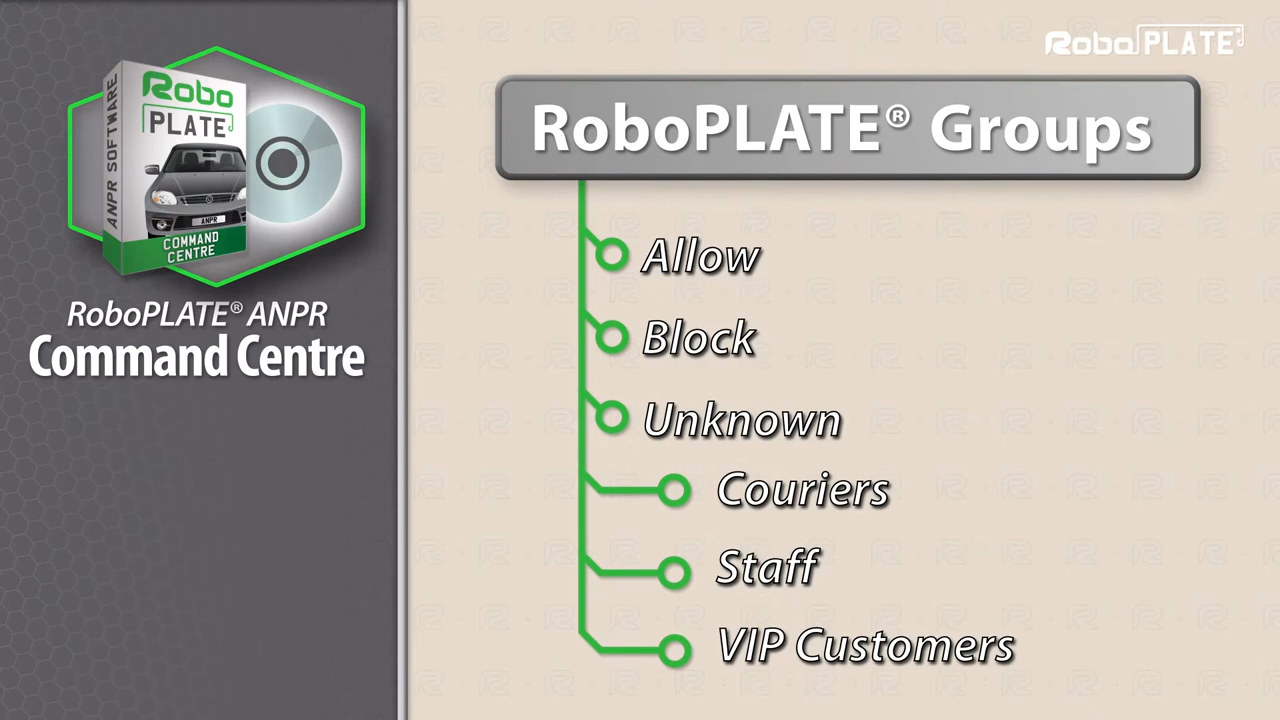 ANPR SOFTWARE
Robo
PLATE
ANPR
COMMAND
CENTRE
RoboPLATE® ANPR
Command Centre
RoboPLATE
RoboPLATE® Groups
Allow
Block
Unknown
Couriers
Staff
VIP Customers